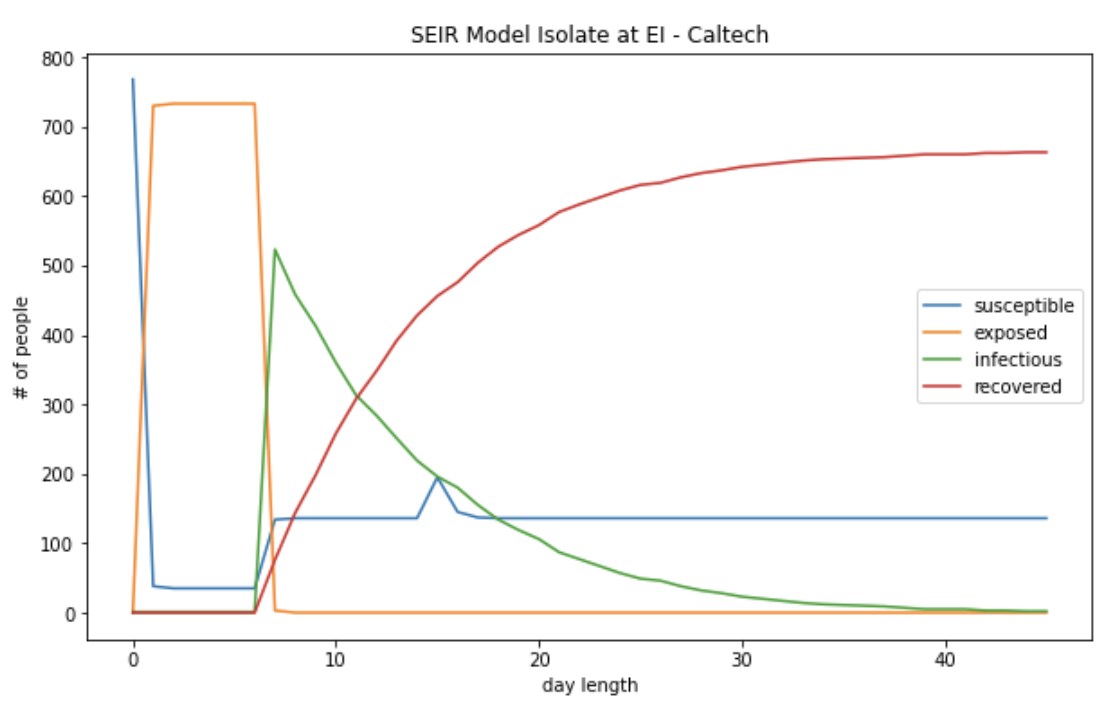 SEIR Model Isolate at EI - Caltech
800
700
600
500
400
300
200
100
0
# of people
susceptible
exposed
infectious
recovered
0 10 20 30 40
day length